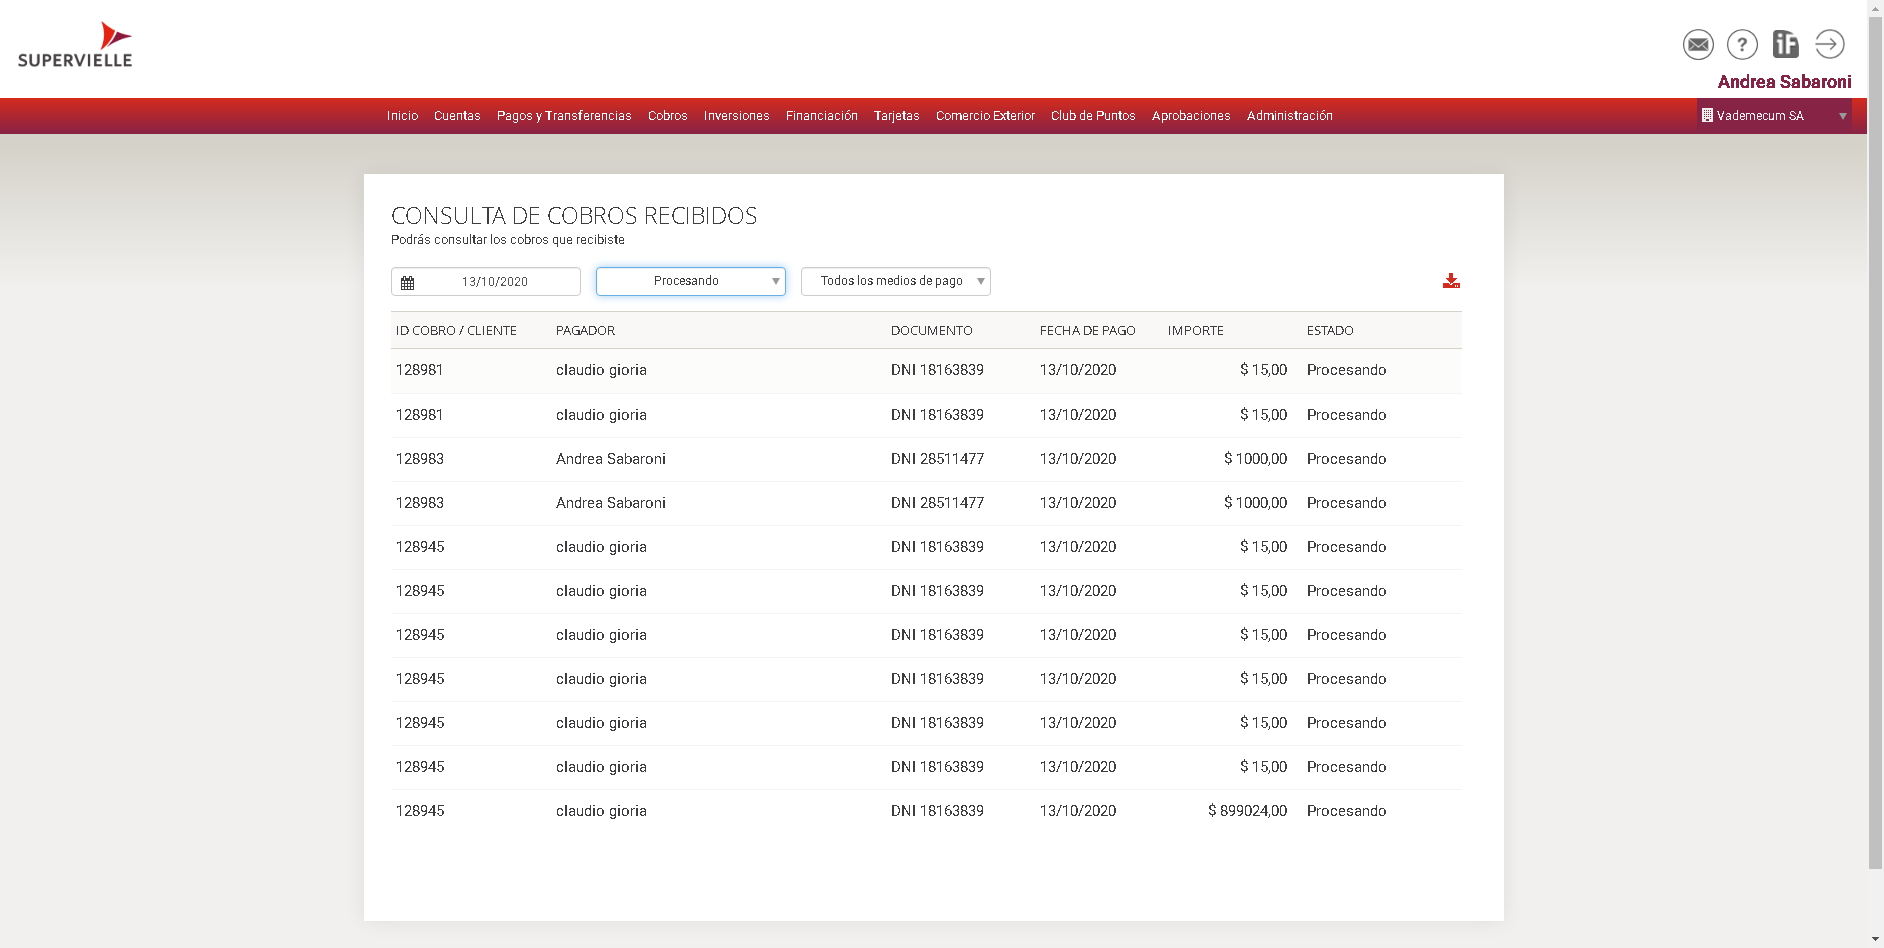 SUPERVIELLE
?
iF
Andrea Sabaroni
Inicio Cuentas Pagos y Transferencias Cobros Inversiones Financiación Tarjetas Comercio Exterior Club de Puntos Aprobaciones Administración Vademecum SA
CONSULTA DE COBROS RECIBIDOS
Podrás consultar los cobros que recibiste
13/10/2020 Procesando Todos los medios de pago
ID COBRO / CLIENTE PAGADOR DOCUMENTO FECHA DE PAGO IMPORTE ESTADO
128981 claudio gioria DNI 18163839 13/10/2020 $ 15,00 Procesando
128981 claudio gioria DNI 18163839 13/10/2020 $ 15,00 Procesando
128983 Andrea Sabaroni DNI 28511477 13/10/2020 $ 1000,00 Procesando
128983 Andrea Sabaroni DNI 28511477 13/10/2020 $ 1000,00 Procesando
128945 claudio gioria DNI 18163839 13/10/2020 $ 15,00 Procesando
128945 claudio gioria DNI 18163839 13/10/2020 $ 15,00 Procesando
128945 claudio gioria DNI 18163839 13/10/2020 $ 15,00 Procesando
128945 claudio gioria DNI 18163839 13/10/2020 $ 15,00 Procesando
128945 claudio gioria DNI 18163839 13/10/2020 $ 15,00 Procesando
128945 claudio gioria DNI 18163839 13/10/2020 $ 15,00 Procesando
128945 claudio gioria DNI 18163839 13/10/2020 $ 899024,00 Procesando